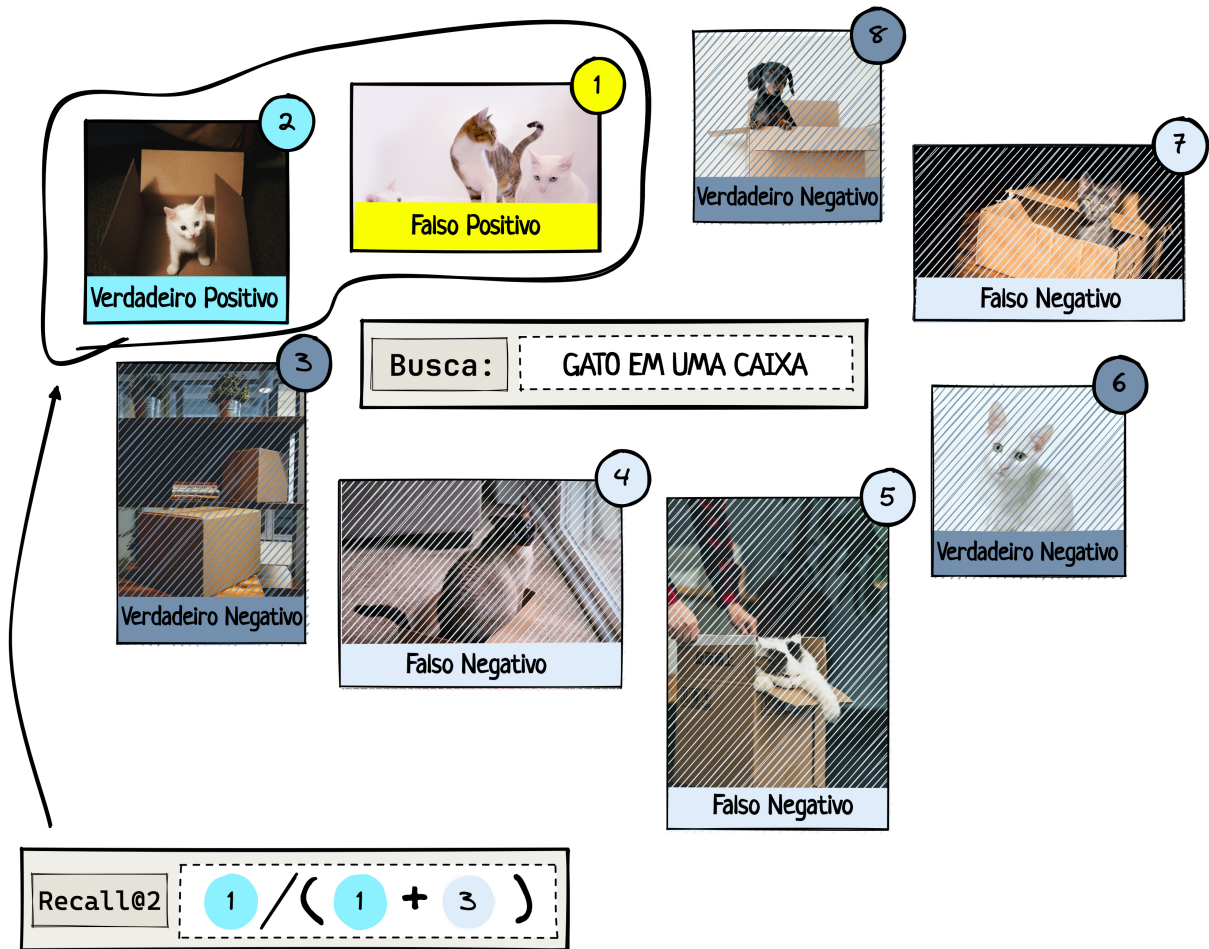 8
1
2
7
Verdadeiro Negativo
Falso Positivo
Verdadeiro Positivo
Falso Negativo
3
Busca: GATO EM UMA CAIXA
6
4
5
Verdadeiro Negativo
Verdadeiro Negativo
Falso Negativo
Falso Negativo
Recall@2 1 / ( 1 + 3 )